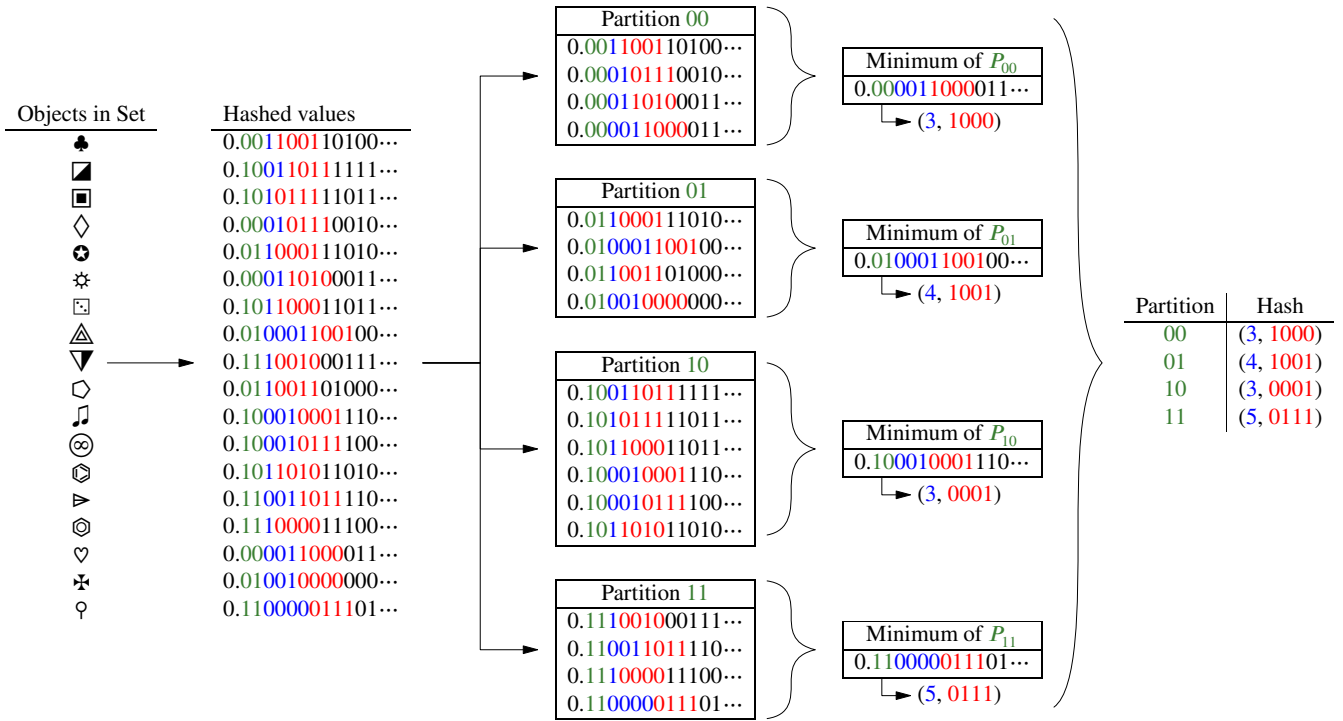 Objects in Set
Hashed values
0.001100110100⋯
0.100110111111⋯
0.101011111011⋯
0.000101110010⋯
0.011000111010⋯
0.000110100011⋯
0.101100011011⋯
0.010001100100⋯
0.111001000111⋯
0.011001101000⋯
0.100010001110⋯
0.100010111100⋯
0.101101011010⋯
0.110011011110⋯
0.111000011100⋯
0.000011000011⋯
0.010010000000⋯
0.110000011101⋯
Partition 00
0.001100110100⋯
0.000101110010⋯
0.000110100011⋯
0.000011000011⋯
Partition 01
0.011000111010⋯
0.010001100100⋯
0.011001101000⋯
0.010010000000⋯
Partition 10
0.100110111111⋯
0.101011111011⋯
0.101100011011⋯
0.100010001110⋯
0.100010111100⋯
0.101101011010⋯
Partition 11
0.111001000111⋯
0.110011011110⋯
0.111000011100⋯
0.110000011101⋯
Minimum of P00
0.000011000011⋯
(3, 1000)
Minimum of P01
0.010001100100⋯
(4, 1001)
Minimum of P10
0.100010001110⋯
(3, 0001)
Minimum of P11
0.110000011101⋯
(5, 0111)
Partition Hash
00 (3, 1000)
01 (4, 1001)
10 (3, 0001)
11 (5, 0111)